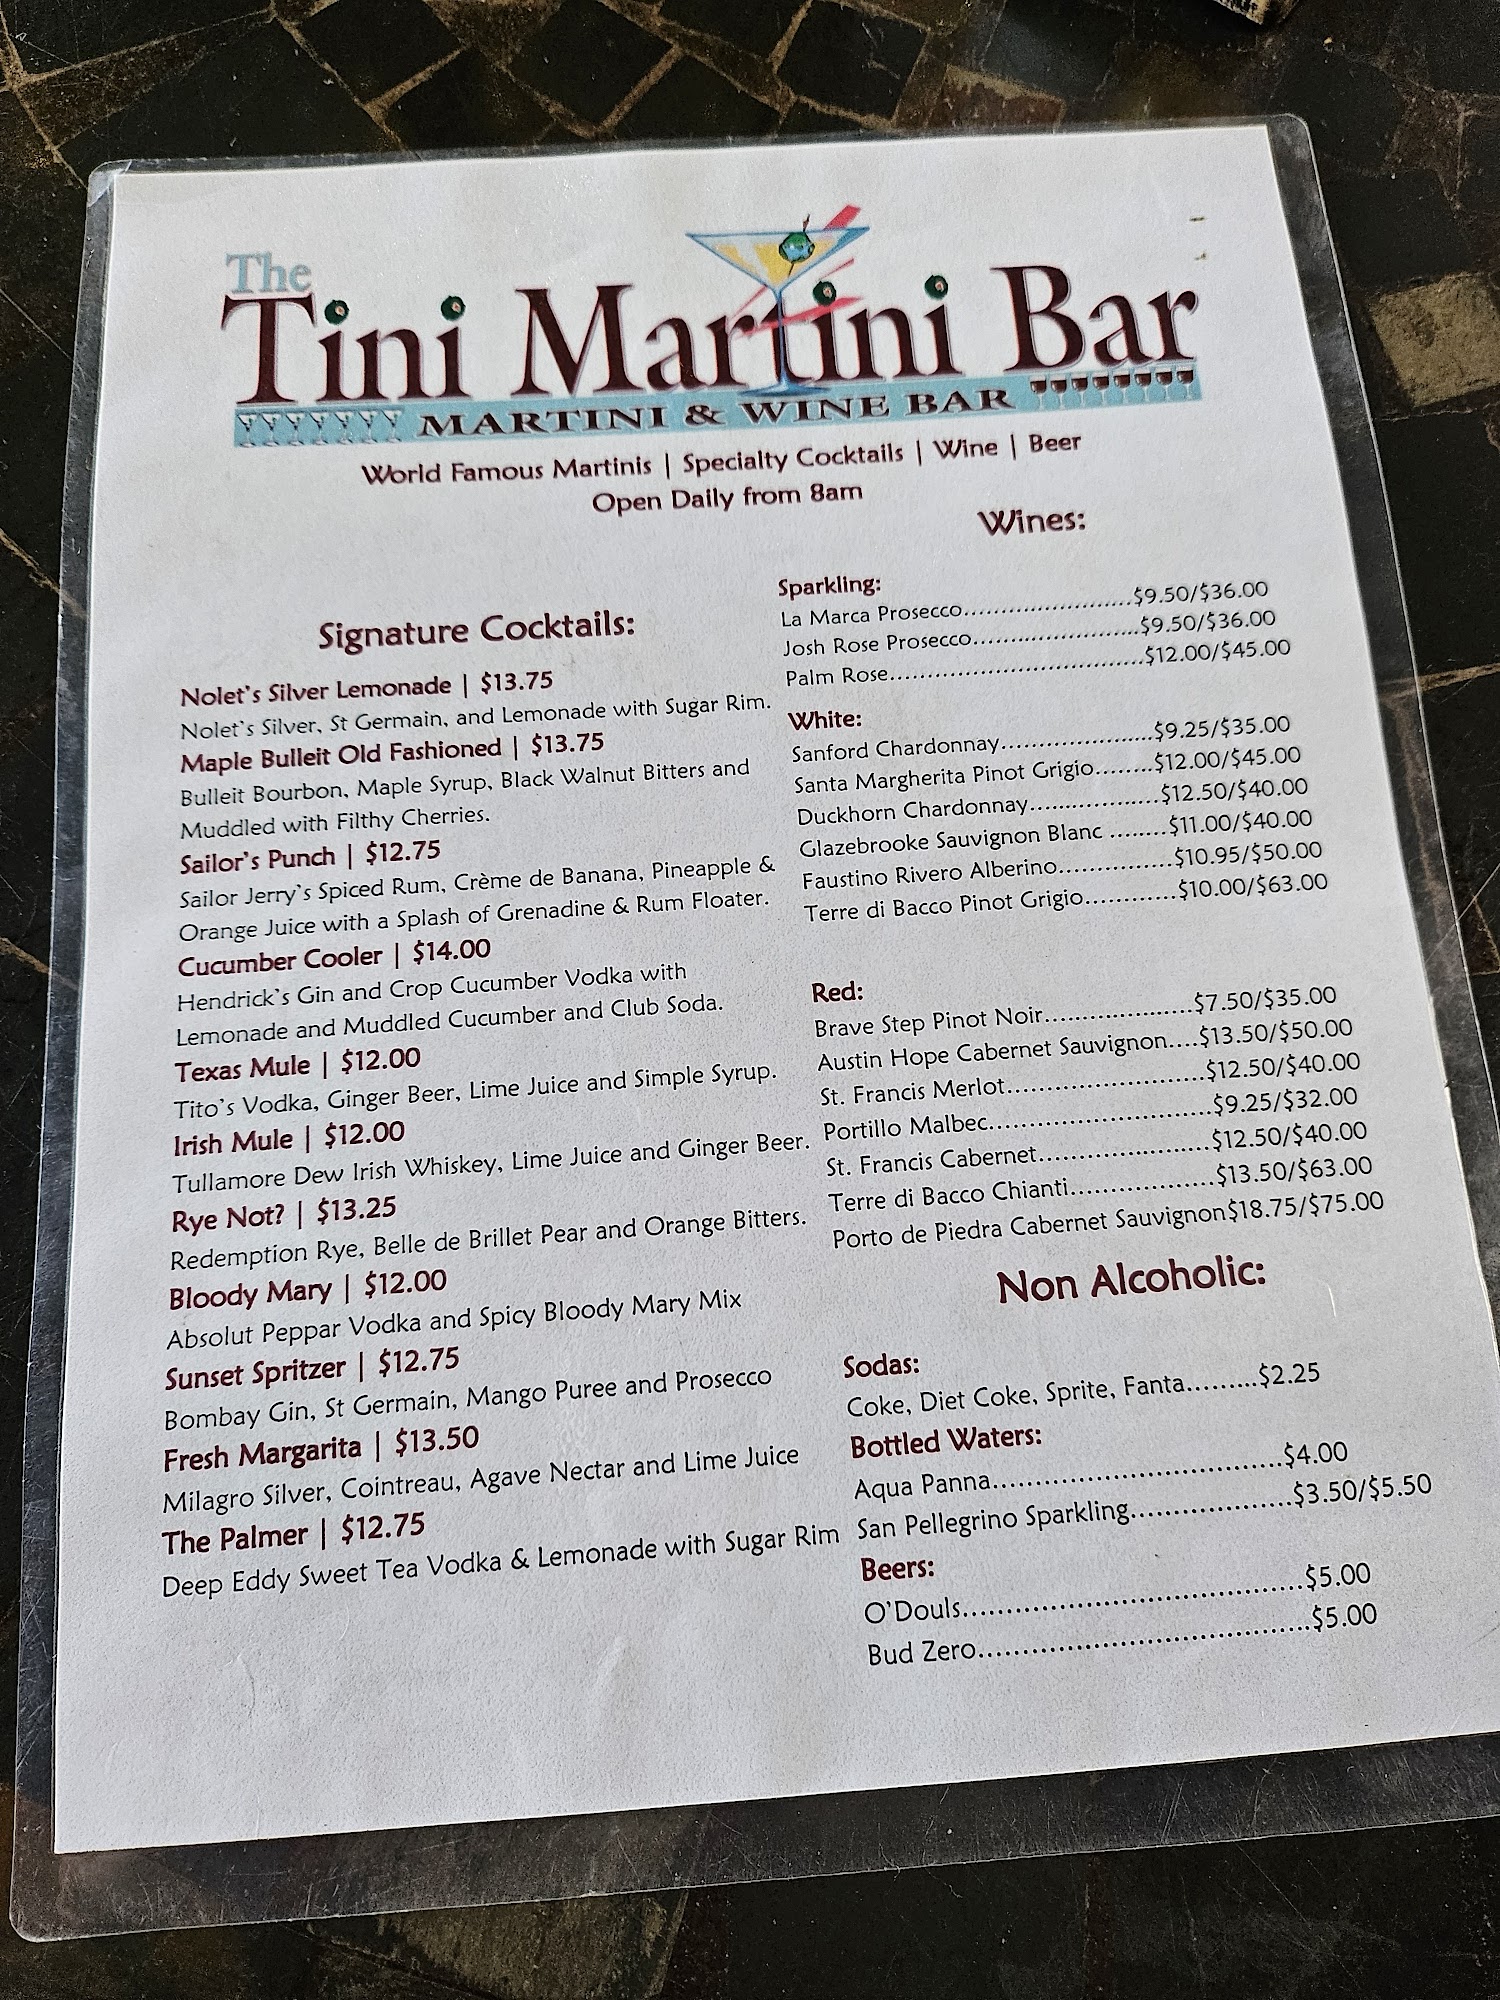 The
Tini Martini Bar
MARTINI & WINE BAR
World Famous Martinis | Specialty Cocktails | Wine | Beer
Open Daily from 8am
Signature Cocktails:
Nolet's Silver Lemonade | $13.75
Nolet's Silver, St Germain, and Lemonade with Sugar Rim.
Maple Bulleit Old Fashioned | $13.75
Bulleit Bourbon, Maple Syrup, Black Walnut Bitters and
Muddled with Filthy Cherries.
Sailor's Punch | $12.75
Sailor Jerry's Spiced Rum, Crème de Banana, Pineapple &
Orange Juice with a Splash of Grenadine & Rum Floater.
Cucumber Cooler | $14.00
Hendrick's Gin and Crop Cucumber Vodka with
Lemonade and Muddled Cucumber and Club Soda.
Texas Mule | $12.00
Tito's Vodka, Ginger Beer, Lime Juice and Simple Syrup.
Irish Mule | $12.00
Tullamore Dew Irish Whiskey, Lime Juice and Ginger Beer.
Rye Not? | $13.25
Redemption Rye, Belle de Brillet Pear and Orange Bitters.
Bloody Mary | $12.00
Absolut Peppar Vodka and Spicy Bloody Mary Mix
Sunset Spritzer | $12.75
Bombay Gin, St Germain, Mango Puree and Prosecco
Fresh Margarita | $13.50
Milagro Silver, Cointreau, Agave Nectar and Lime Juice
The Palmer | $12.75
Deep Eddy Sweet Tea Vodka & Lemonade with Sugar Rim
Wines:
Sparkling:
La Marca Prosecco........................$9.50/$36.00
Josh Rose Prosecco........................$9.50/$36.00
Palm Rose....................................$12.00/$45.00
White:
Sanford Chardonnay......................$9.25/$35.00
Santa Margherita Pinot Grigio........$12.00/$45.00
Duckhorn Chardonnay...................$12.50/$40.00
Glazebrooke Sauvignon Blanc ........$11.00/$40.00
Faustino Rivero Alberino.................$10.95/$50.00
Terre di Bacco Pinot Grigio.............$10.00/$63.00
Red:
Brave Step Pinot Noir.....................$7.50/$35.00
Austin Hope Cabernet Sauvignon....$13.50/$50.00
St. Francis Merlot............................$12.50/$40.00
Portillo Malbec...............................$9.25/$32.00
St. Francis Cabernet........................$12.50/$40.00
Terre di Bacco Chianti....................$13.50/$63.00
Porto de Piedra Cabernet Sauvignon$18.75/$75.00
Non Alcoholic:
Sodas:
Coke, Diet Coke, Sprite, Fanta.........$2.25
Bottled Waters:
Aqua Panna....................................$4.00
San Pellegrino Sparkling....................$3.50/$5.50
Beers:
O'Douls..........................................$5.00
Bud Zero.........................................$5.00